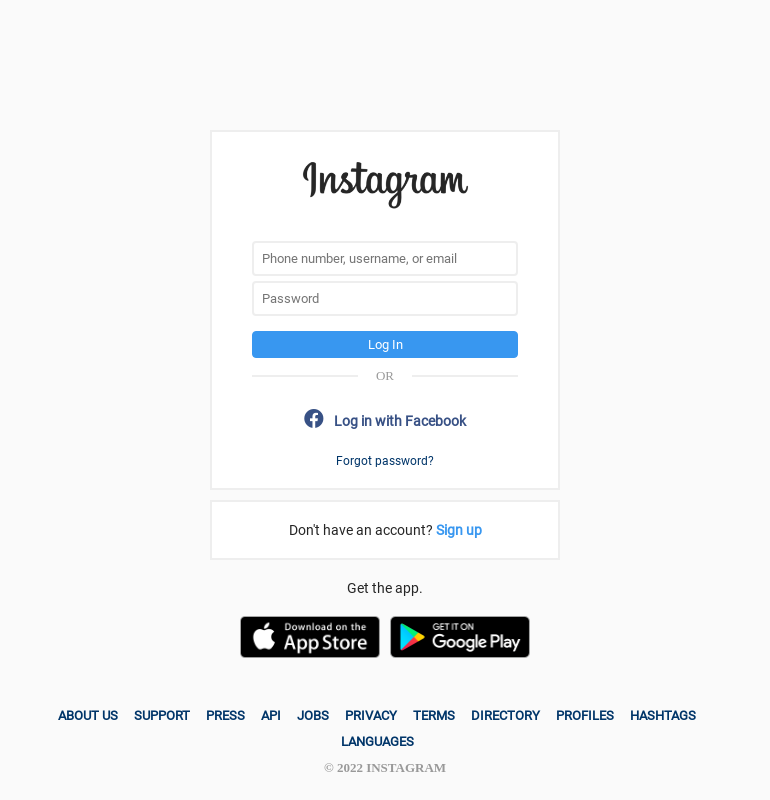 Instagram
Phone number, username, or email
Password
Log In
OR
Log in with Facebook
Forgot password?
Don't have an account? Sign up
Get the app.
Download on the App Store
GET IT ON Google Play
ABOUT US SUPPORT PRESS API JOBS PRIVACY TERMS DIRECTORY PROFILES HASHTAGS
LANGUAGES
© 2022 INSTAGRAM